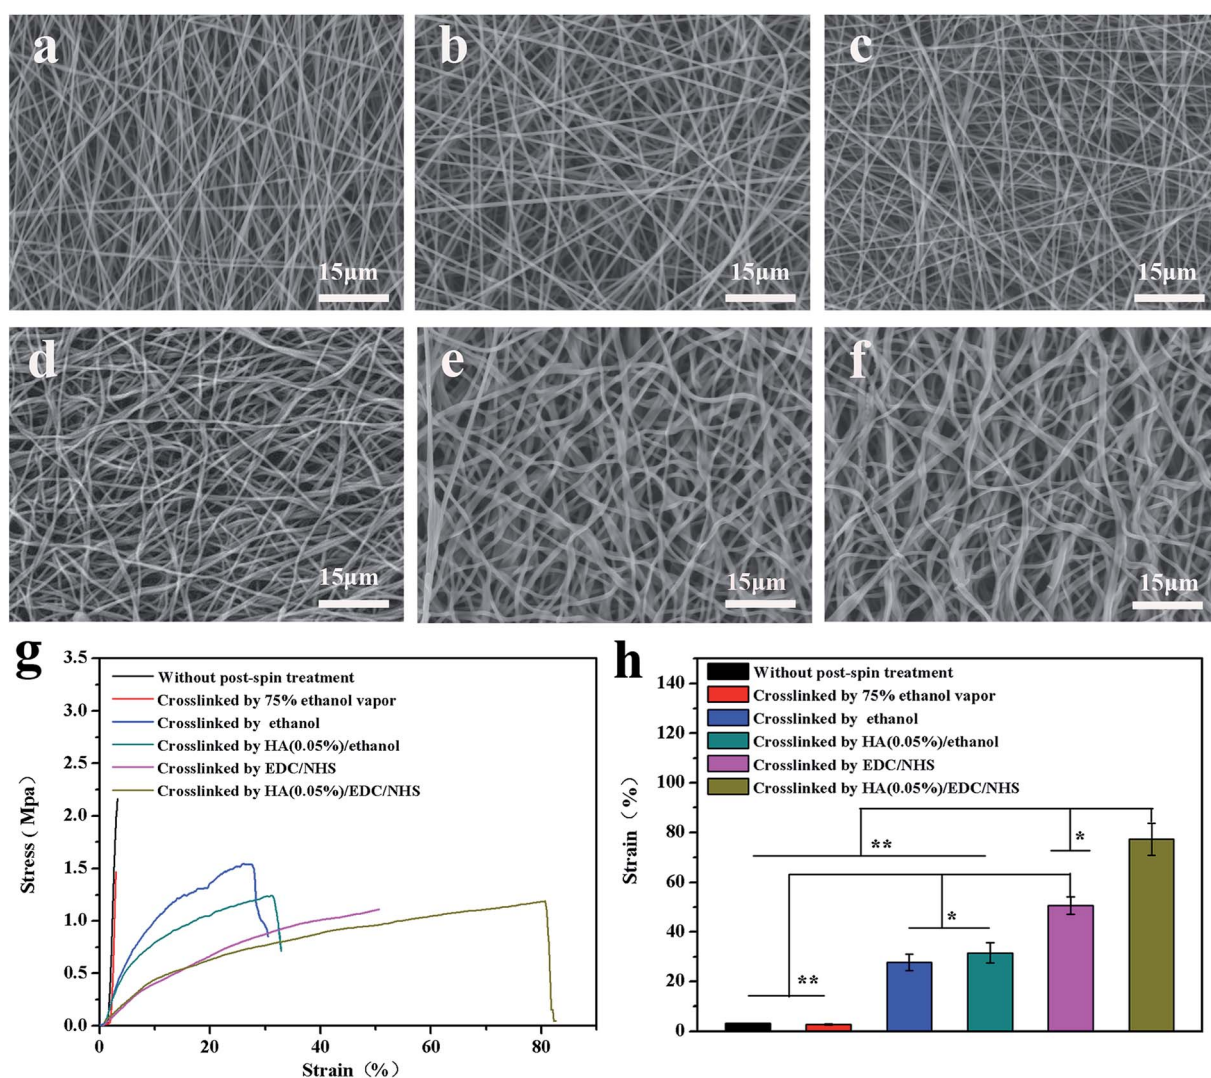 a
b
c
15μm
15μm
15μm
d
e
f
15μm
15μm
15μm
g
3.5
3.0
2.5
2.0
1.5
1.0
0.5
0.0
Stress ( Mpa)
Without post-spin treatment
Crosslinked by 75% ethanol vapor
Crosslinked by ethanol
Crosslinked by HA(0.05%)/ethanol
Crosslinked by EDC/NHS
Crosslinked by HA(0.05%)/EDC/NHS
0
20
40
60
80
Strain (%)
h
140
120
100
80
60
40
20
0
Strain (%)
Without post-spin treatment
Crosslinked by 75% ethanol vapor
Crosslinked by ethanol
Crosslinked by HA(0.05%)/ethanol
Crosslinked by EDC/NHS
Crosslinked by HA(0.05%)/EDC/NHS
**
*
*
**